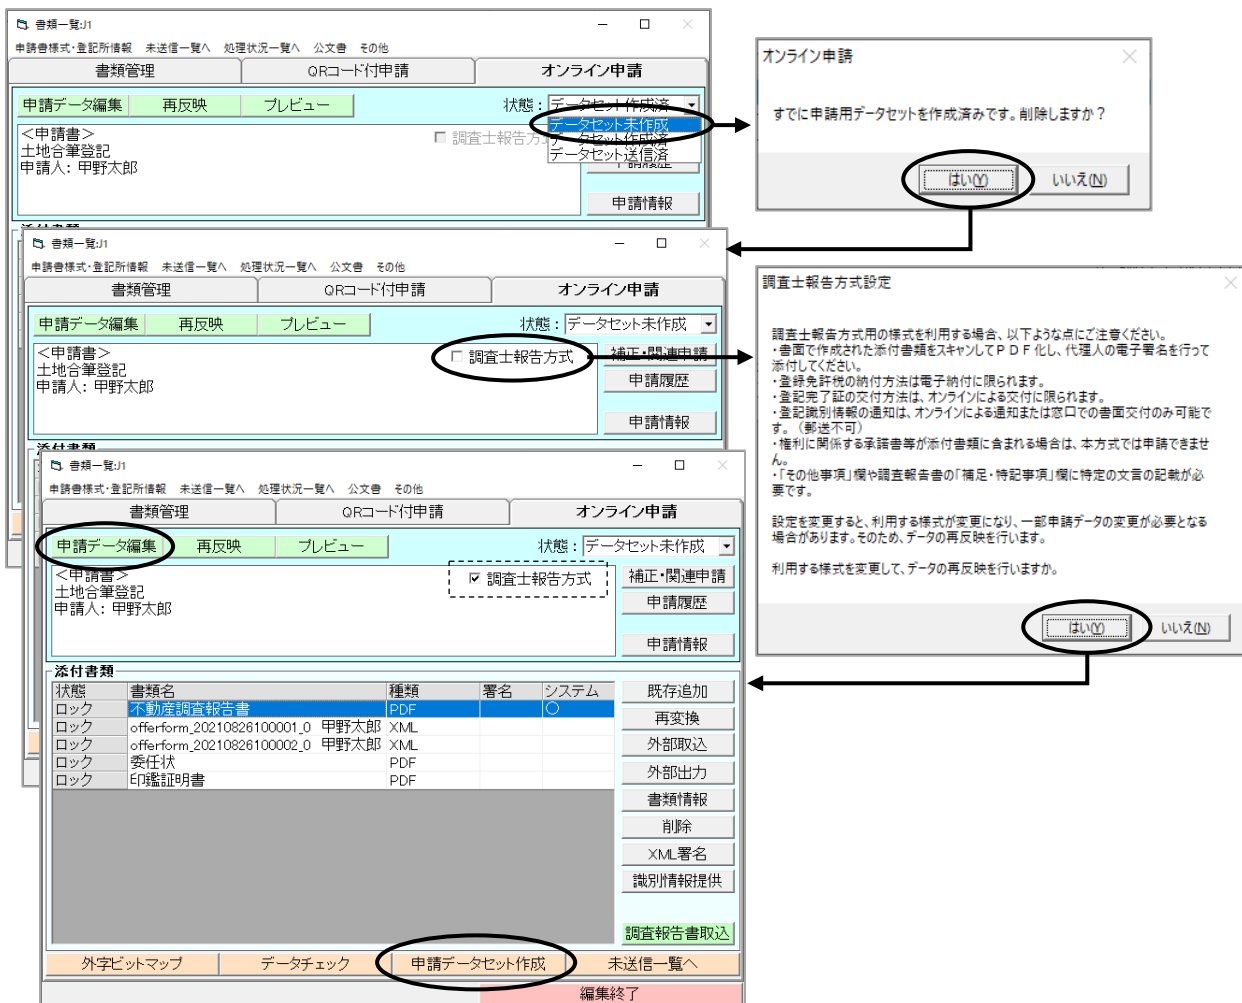 書類一覧:J1
申請書様式・登記所情報 未送信一覧へ 処理状況一覧へ 公文書 その他
書類管理 QRコード付申請 オンライン申請
申請データ編集 再反映 プレビュー 状態： データセット作成済
<申請書>
土地合筆登記
申請人: 甲野太郎
データセット未作成
データセット作成済
データセット送信済
申請情報
オンライン申請
すでに申請用データセットを作成済みです。削除しますか？
はい(Y) いいえ(N)
書類一覧:J1
申請書様式・登記所情報 未送信一覧へ 処理状況一覧へ 公文書 その他
書類管理 QRコード付申請 オンライン申請
申請データ編集 再反映 プレビュー 状態： データセット未作成
<申請書>
土地合筆登記
申請人: 甲野太郎
調査士報告方式
補正・関連申請
申請履歴
申請情報
調査士報告方式設定
調査士報告方式用の様式を利用する場合、以下ような点にご注意ください。
・書面で作成された添付書類をスキャンしてＰＤＦ化し、代理人の電子署名を行って
添付してください。
・登録免許税の納付方法は電子納付に限られます。
・登記完了証の交付方法は、オンラインによる交付に限られます。
・登記識別情報の通知は、オンラインによる通知または窓口での書面交付のみ可能で
す。（郵送不可）
・権利に関係する承諾書等が添付書類に含まれる場合は、本方式では申請できませ
ん。
・「その他事項」欄や調査報告書の「補足・特記事項」欄に特定の文言の記載が必
要です。
設定を変更すると、利用する様式が変更になり、一部申請データの変更が必要となる
場合があります。そのため、データの再反映を行います。
利用する様式を変更して、データの再反映を行いますか。
はい(Y) いいえ(N)
書類一覧:J1
申請書様式・登記所情報 未送信一覧へ 処理状況一覧へ 公文書 その他
書類管理 QRコード付申請 オンライン申請
申請データ編集 再反映 プレビュー 状態： データセット未作成
<申請書>
土地合筆登記
申請人: 甲野太郎
調査士報告方式
補正・関連申請
申請履歴
申請情報
添付書類
状態 書類名 種類 署名 システム
ロック 不動産調査報告書 PDF ○
ロック offerform_20210826100001_0 甲野太郎 XML
ロック offerform_20210826100002_0 甲野太郎 XML
ロック 委任状 PDF
ロック 印鑑証明書 PDF
既存追加
再変換
外部取込
外部出力
書類情報
削除
XML署名
識別情報提供
調査報告書取込
外字ビットマップ データチェック 申請データセット作成 未送信一覧へ
編集終了